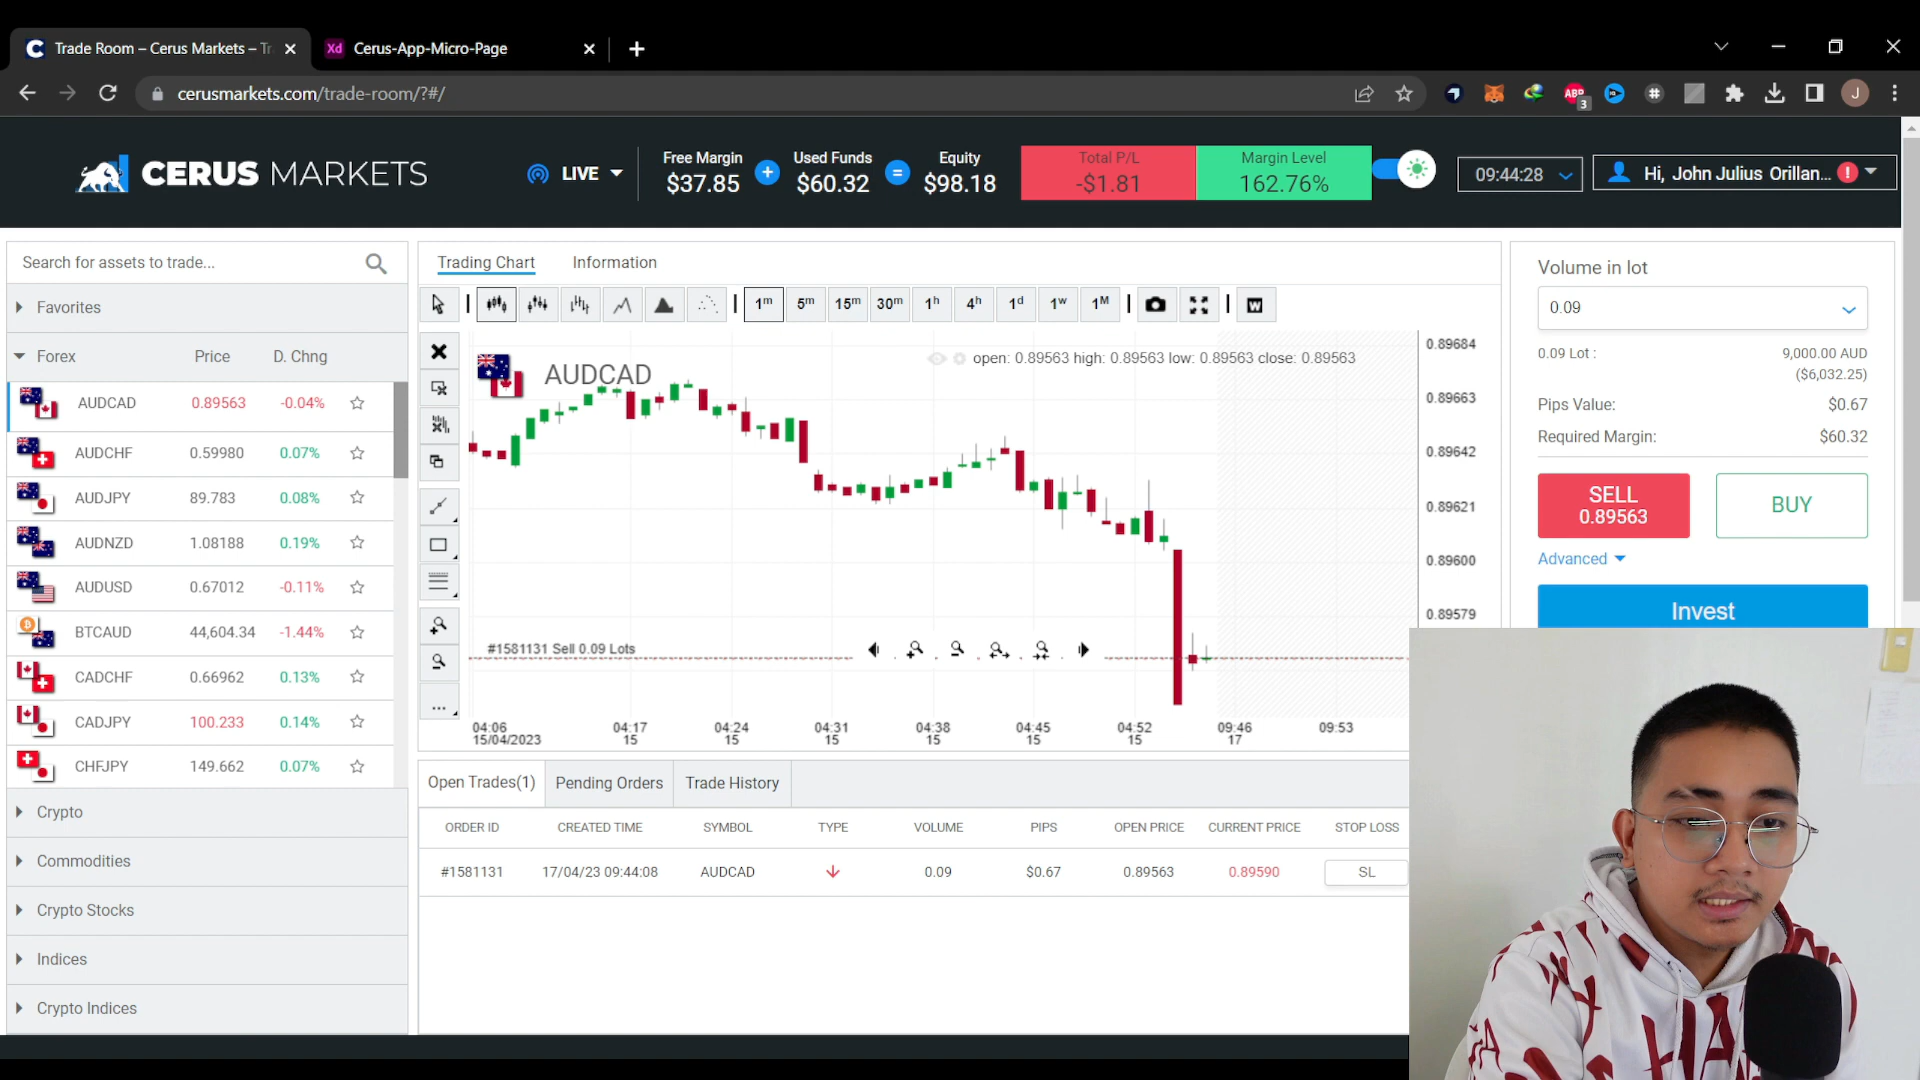 Trade Room – Cerus Markets – Tr
Xd Cerus-App-Micro-Page
cerusmarkets.com/trade-room/?#/
ABP
3
J
CERUS MARKETS
LIVE
Free Margin
$37.85
Used Funds
$60.32
Equity
$98.18
Total P/L
-$1.81
Margin Level
162.76%
09:44:28
Hi, John Julius Orillan...
Search for assets to trade...
Favorites
Forex Price D. Chng
AUDCAD 0.89563 -0.04%
AUDCHF 0.59980 0.07%
AUDJPY 89.783 0.08%
AUDNZD 1.08188 0.19%
AUDUSD 0.67012 -0.11%
BTCAUD 44,604.34 -1.44%
CADCHF 0.66962 0.13%
CADJPY 100.233 0.14%
CHFJPY 149.662 0.07%
Crypto
Commodities
Crypto Stocks
Indices
Crypto Indices
Trading Chart Information
1m 5m 15m 30m 1h 4h 1d 1w 1M W
AUDCAD
open: 0.89563 high: 0.89563 low: 0.89563 close: 0.89563
0.89684
0.89663
0.89642
0.89621
0.89600
0.89579
#1581131 Sell 0.09 Lots
04:06 04:17 04:24 04:31 04:38 04:45 04:52 09:46 09:53
15/04/2023 15 15 15 15 15 15 17
Open Trades(1) Pending Orders Trade History
ORDER ID CREATED TIME SYMBOL TYPE VOLUME PIPS OPEN PRICE CURRENT PRICE STOP LOSS
#1581131 17/04/23 09:44:08 AUDCAD 0.09 $0.67 0.89563 0.89590 SL
Volume in lot
0.09
0.09 Lot : 9,000.00 AUD
($6,032.25)
Pips Value: $0.67
Required Margin: $60.32
SELL
0.89563
BUY
Advanced
Invest